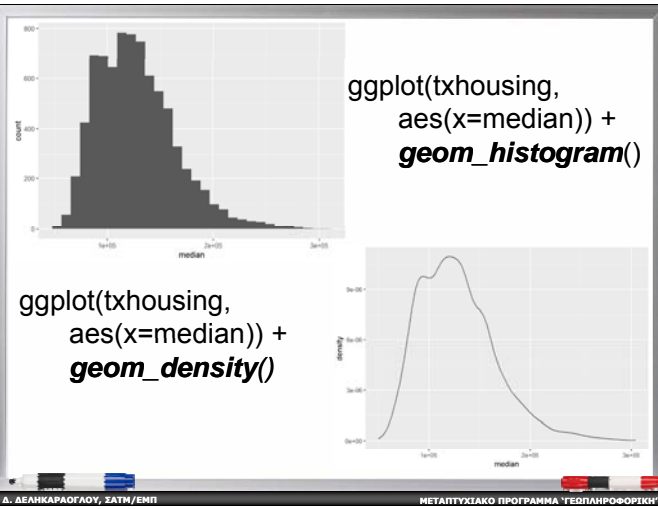 800-
600-
400-
200-
0-
count
1e+05
2e+05
3e+05
median
ggplot(txhousing,
aes(x=median)) +
geom_histogram()
ggplot(txhousing,
aes(x=median)) +
geom_density()
9e-06
6e-06
3e-06
0e+00
density
1e+05
2e+05
3e+05
median
Δ. ΔΕΛΗΚΑΡΑΟΓΛΟΥ, ΣΑΤΜ/ΕΜΠ
ΜΕΤΑΠΤΥΧΙΑΚΟ ΠΡΟΓΡΑΜΜΑ 'ΓΕΩΠΛΗΡΟΦΟΡΙΚΗ'